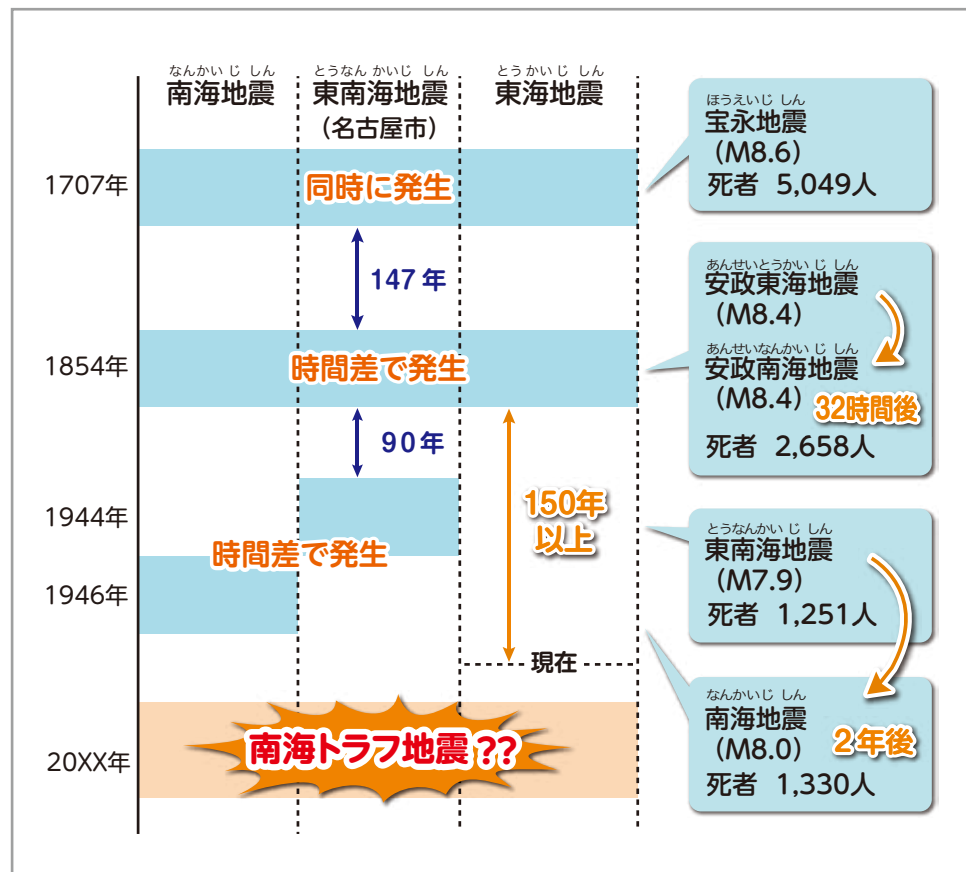 なんかいじしん
南海地震
とうなんかいじしん
東南海地震
(名古屋市)
とうかいじしん
東海地震
1707年
同時に発生
147年
1854年
時間差で発生
90年
150年
以上
1944年
時間差で発生
1946年
現在
20XX年
南海トラフ地震??
ほうえいじしん
宝永地震
(M8.6)
死者 5,049人
あんせいとうかいじしん
安政東海地震
(M8.4)
あんせいなんかいじしん
安政南海地震
(M8.4)
32時間後
死者 2,658人
とうなんかいじしん
東南海地震
(M7.9)
死者 1,251人
なんかいじしん
南海地震
(M8.0)
2年後
死者 1,330人